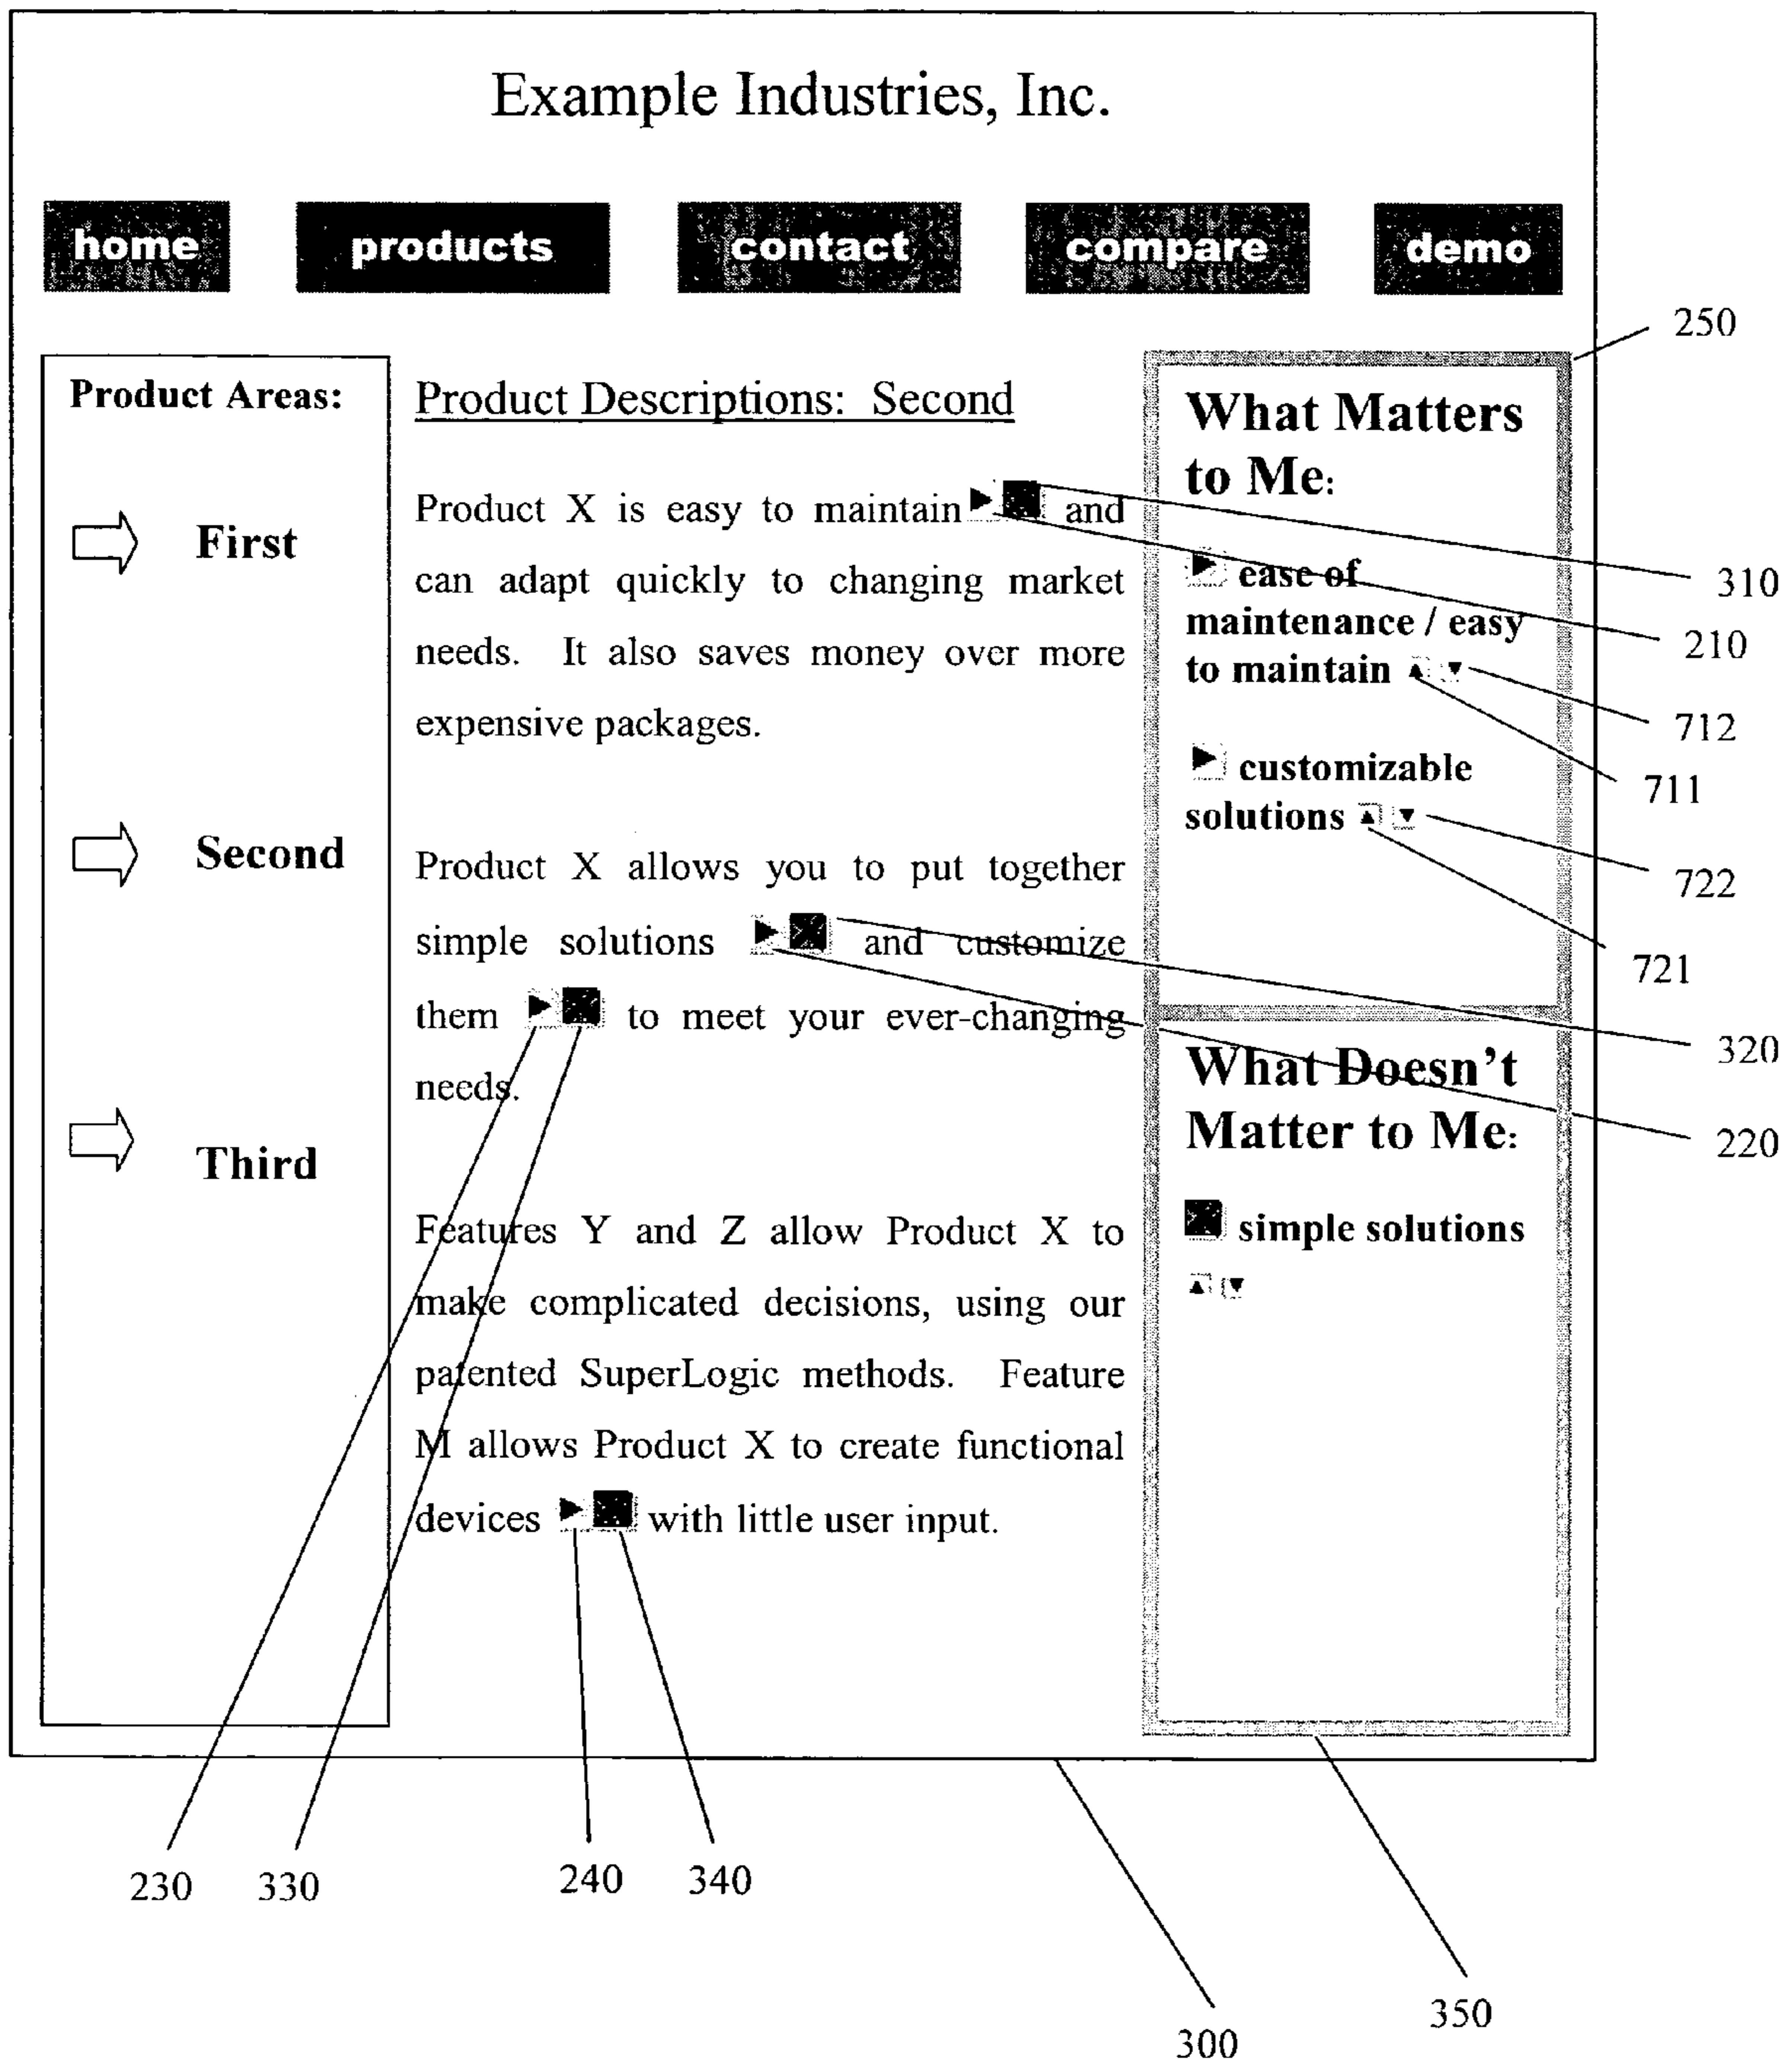 Example Industries, Inc.
home products contact compare demo
250
Product Areas:
First
Second
Third
Product Descriptions: Second
Product X is easy to maintain and
can adapt quickly to changing market
needs. It also saves money over more
expensive packages.
Product X allows you to put together
simple solutions and customize
them to meet your ever-changing
needs.
Features Y and Z allow Product X to
make complicated decisions, using our
patented SuperLogic methods. Feature
M allows Product X to create functional
devices with little user input.
What Matters
to Me:
ease of
maintenance / easy
to maintain
customizable
solutions
What Doesn't
Matter to Me:
simple solutions
310
210
712
711
722
721
320
220
230
330
240
340
300
350